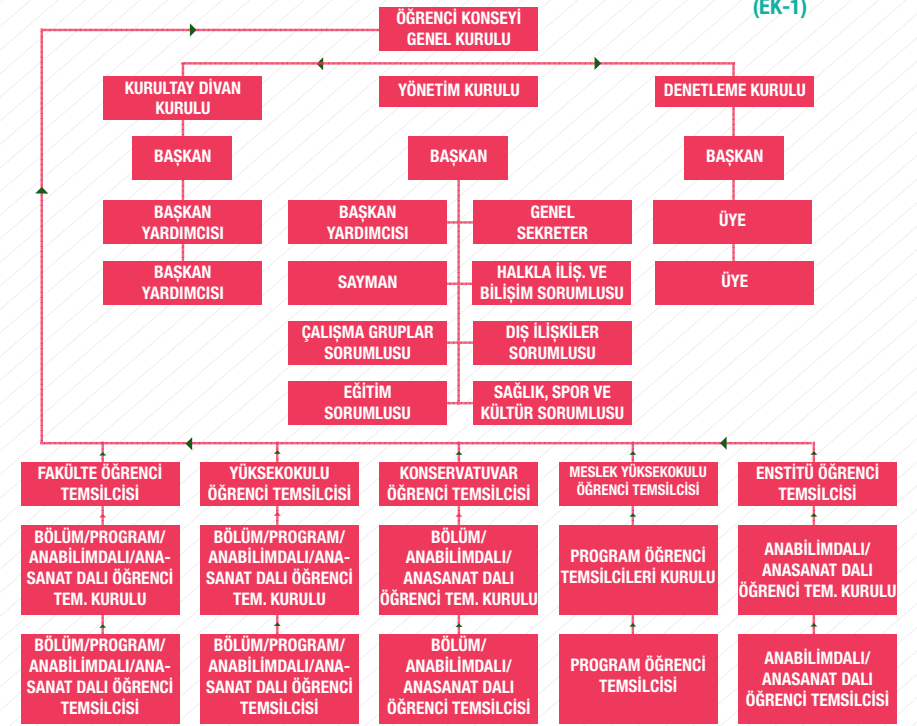 (EK-1)
ÖĞRENCİ KONSEYİ
GENEL KURULU
KURULTAY DİVAN
KURULU
YÖNETİM KURULU
DENETLEME KURULU
BAŞKAN
BAŞKAN
BAŞKAN
BAŞKAN
YARDIMCISI
BAŞKAN
YARDIMCISI
GENEL
SEKRETER
ÜYE
BAŞKAN
YARDIMCISI
SAYMAN
HALKLA İLİŞ. VE
BİLİŞİM SORUMLUSU
ÜYE
ÇALIŞMA GRUPLAR
SORUMLUSU
DIŞ İLİŞKİLER
SORUMLUSU
EĞİTİM
SORUMLUSU
SAĞLIK, SPOR VE
KÜLTÜR SORUMLUSU
FAKÜLTE ÖĞRENCİ
TEMSİLCİSİ
YÜKSEKOKULU
ÖĞRENCİ TEMSİLCİSİ
KONSERVATUVAR
ÖĞRENCİ TEMSİLCİSİ
MESLEK YÜKSEKOKULU
ÖĞRENCİ TEMSİLCİSİ
ENSTİTÜ ÖĞRENCİ
TEMSİLCİSİ
BÖLÜM/PROGRAM/
ANABİLİMDALI/ANA-
SANAT DALI ÖĞRENCİ
TEM. KURULU
BÖLÜM/PROGRAM/
ANABİLİMDALI/ANA-
SANAT DALI ÖĞRENCİ
TEM. KURULU
BÖLÜM/
ANABİLİMDALI/
ANASANAT DALI
ÖĞRENCİ TEM. KURULU
PROGRAM ÖĞRENCİ
TEMSİLCİLERİ KURULU
ANABİLİMDALI/
ANASANAT DALI
ÖĞRENCİ TEM. KURULU
BÖLÜM/PROGRAM/
ANABİLİMDALI/ANA-
SANAT DALI ÖĞRENCİ
TEMSİLCİSİ
BÖLÜM/PROGRAM/
ANABİLİMDALI/ANA-
SANAT DALI ÖĞRENCİ
TEMSİLCİSİ
BÖLÜM/
ANABİLİMDALI/
ANASANAT DALI
ÖĞRENCİ TEMSİLCİSİ
PROGRAM ÖĞRENCİ
TEMSİLCİSİ
ANABİLİMDALI/
ANASANAT DALI
ÖĞRENCİ TEMSİLCİSİ